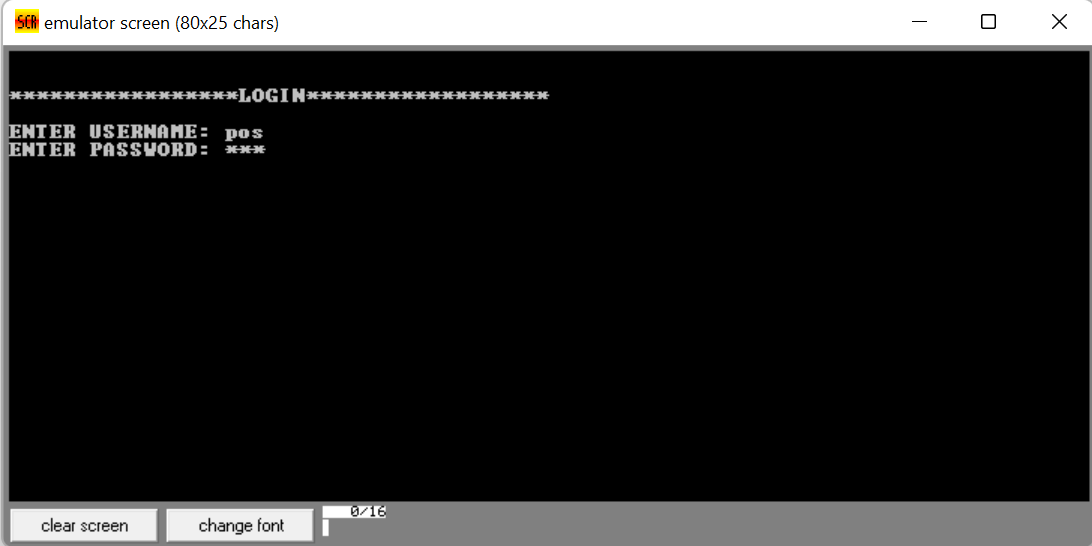 SCR emulator screen (80x25 chars)
*****************LOGIN******************
ENTER USERNAME: pos
ENTER PASSWORD: ***
clear screen change font 0/16